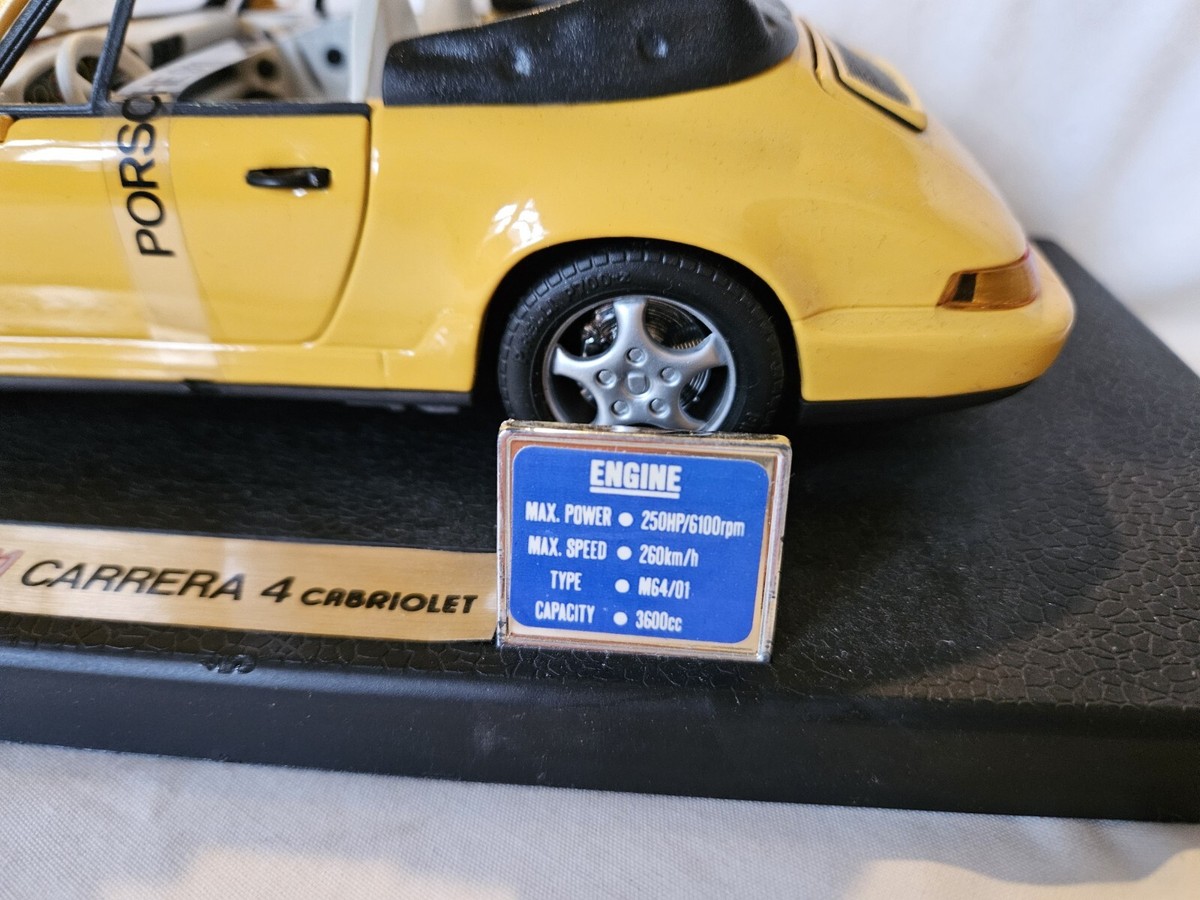 PORSC
CARRERA 4 CABRIOLET
ENGINE
MAX. POWER ● 250HP/6100rpm
MAX. SPEED ● 260km/h
TYPE ● M64/01
CAPACITY ● 3600cc